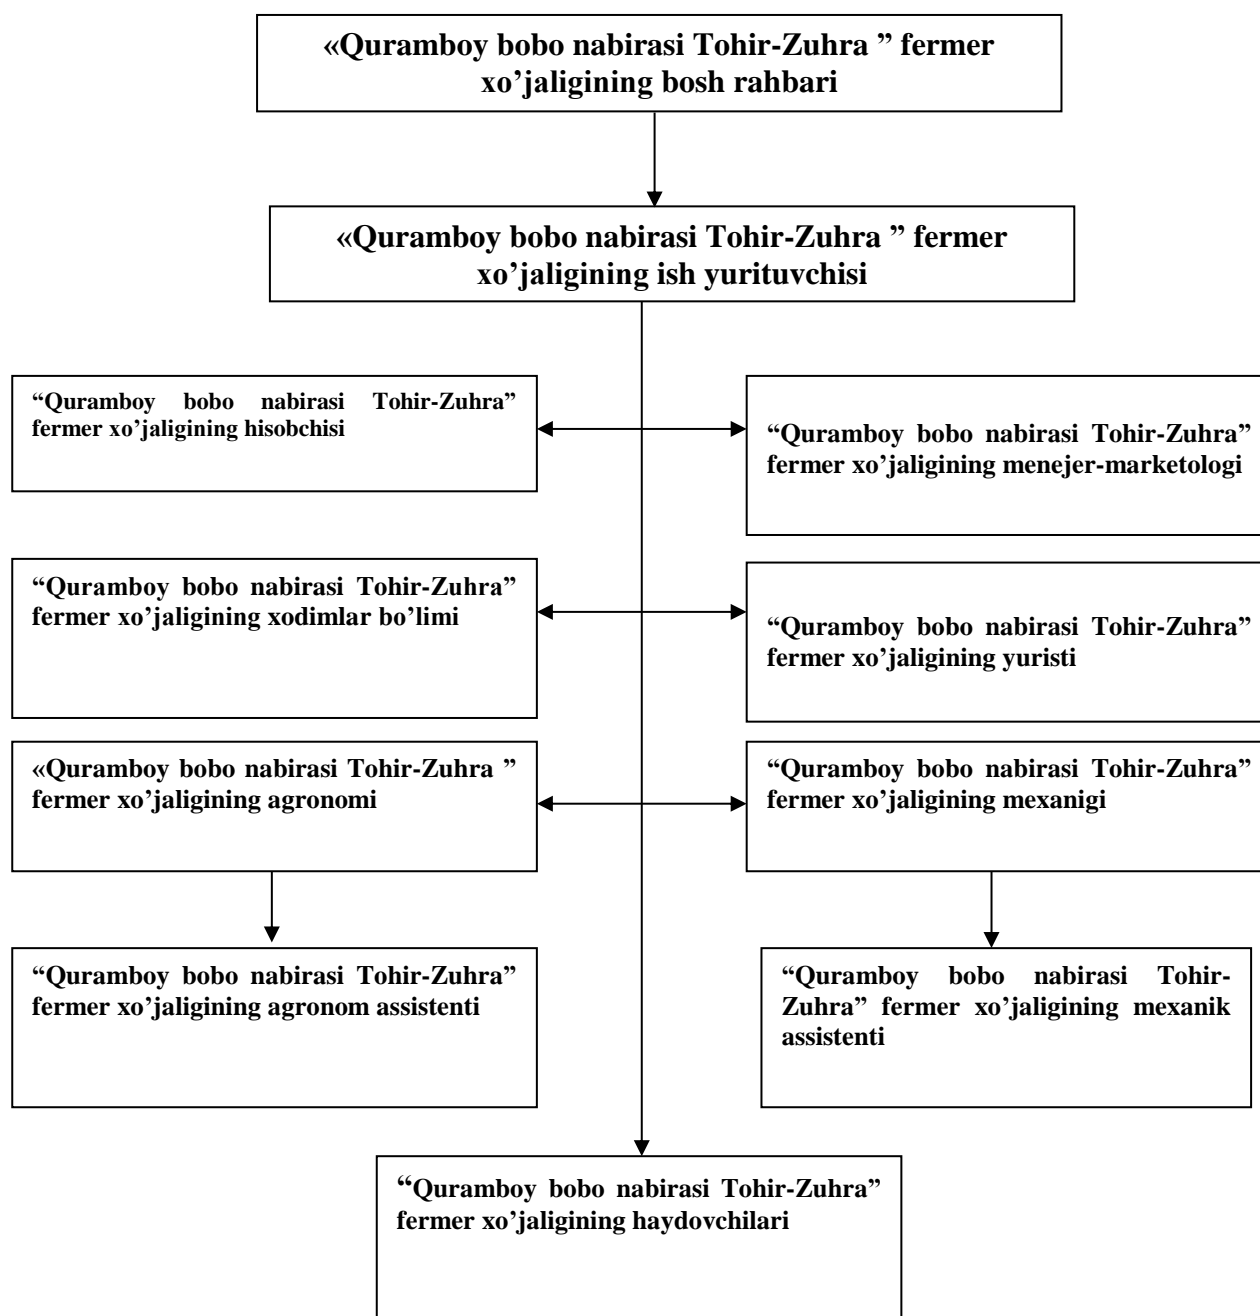 «Quramboy bobo nabirasi Tohir-Zuhra ” fermer
xo’jaligining bosh rahbari
«Quramboy bobo nabirasi Tohir-Zuhra ” fermer
xo’jaligining ish yurituvchisi
“Quramboy bobo nabirasi Tohir-Zuhra”
fermer xo’jaligining hisobchisi
“Quramboy bobo nabirasi Tohir-Zuhra”
fermer xo’jaligining menejer-marketologi
“Quramboy bobo nabirasi Tohir-Zuhra”
fermer xo’jaligining xodimlar bo’limi
“Quramboy bobo nabirasi Tohir-Zuhra”
fermer xo’jaligining yuristi
«Quramboy bobo nabirasi Tohir-Zuhra ”
fermer xo’jaligining agronomi
“Quramboy bobo nabirasi Tohir-Zuhra”
fermer xo’jaligining mexanigi
“Quramboy bobo nabirasi Tohir-Zuhra”
fermer xo’jaligining agronom assistenti
“Quramboy bobo nabirasi Tohir-
Zuhra” fermer xo’jaligining mexanik
assistenti
“Quramboy bobo nabirasi Tohir-Zuhra”
fermer xo’jaligining haydovchilari